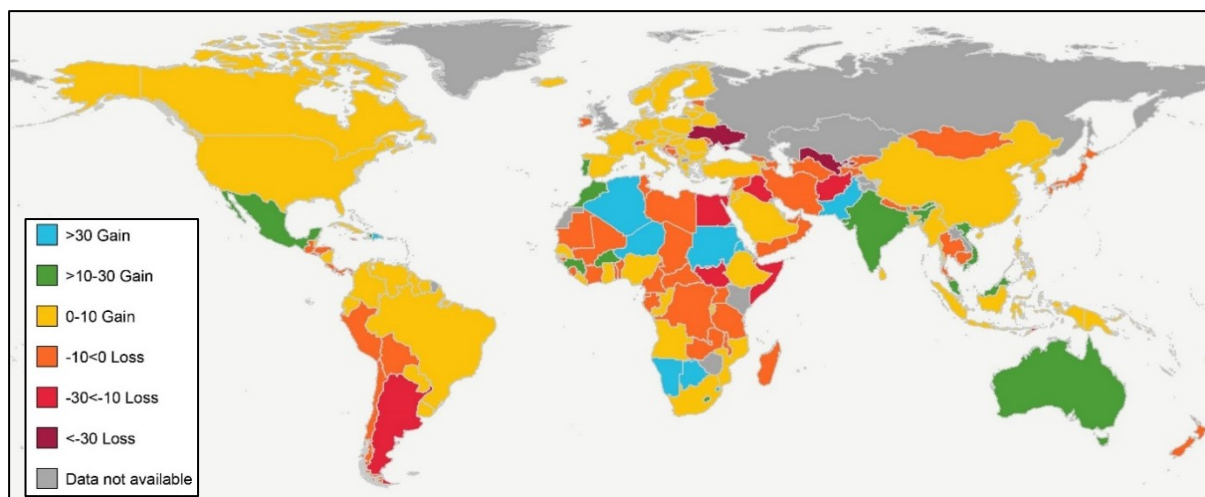 >30 Gain
>10-30 Gain
0-10 Gain
-10<0 Loss
-30<-10 Loss
<-30 Loss
Data not available